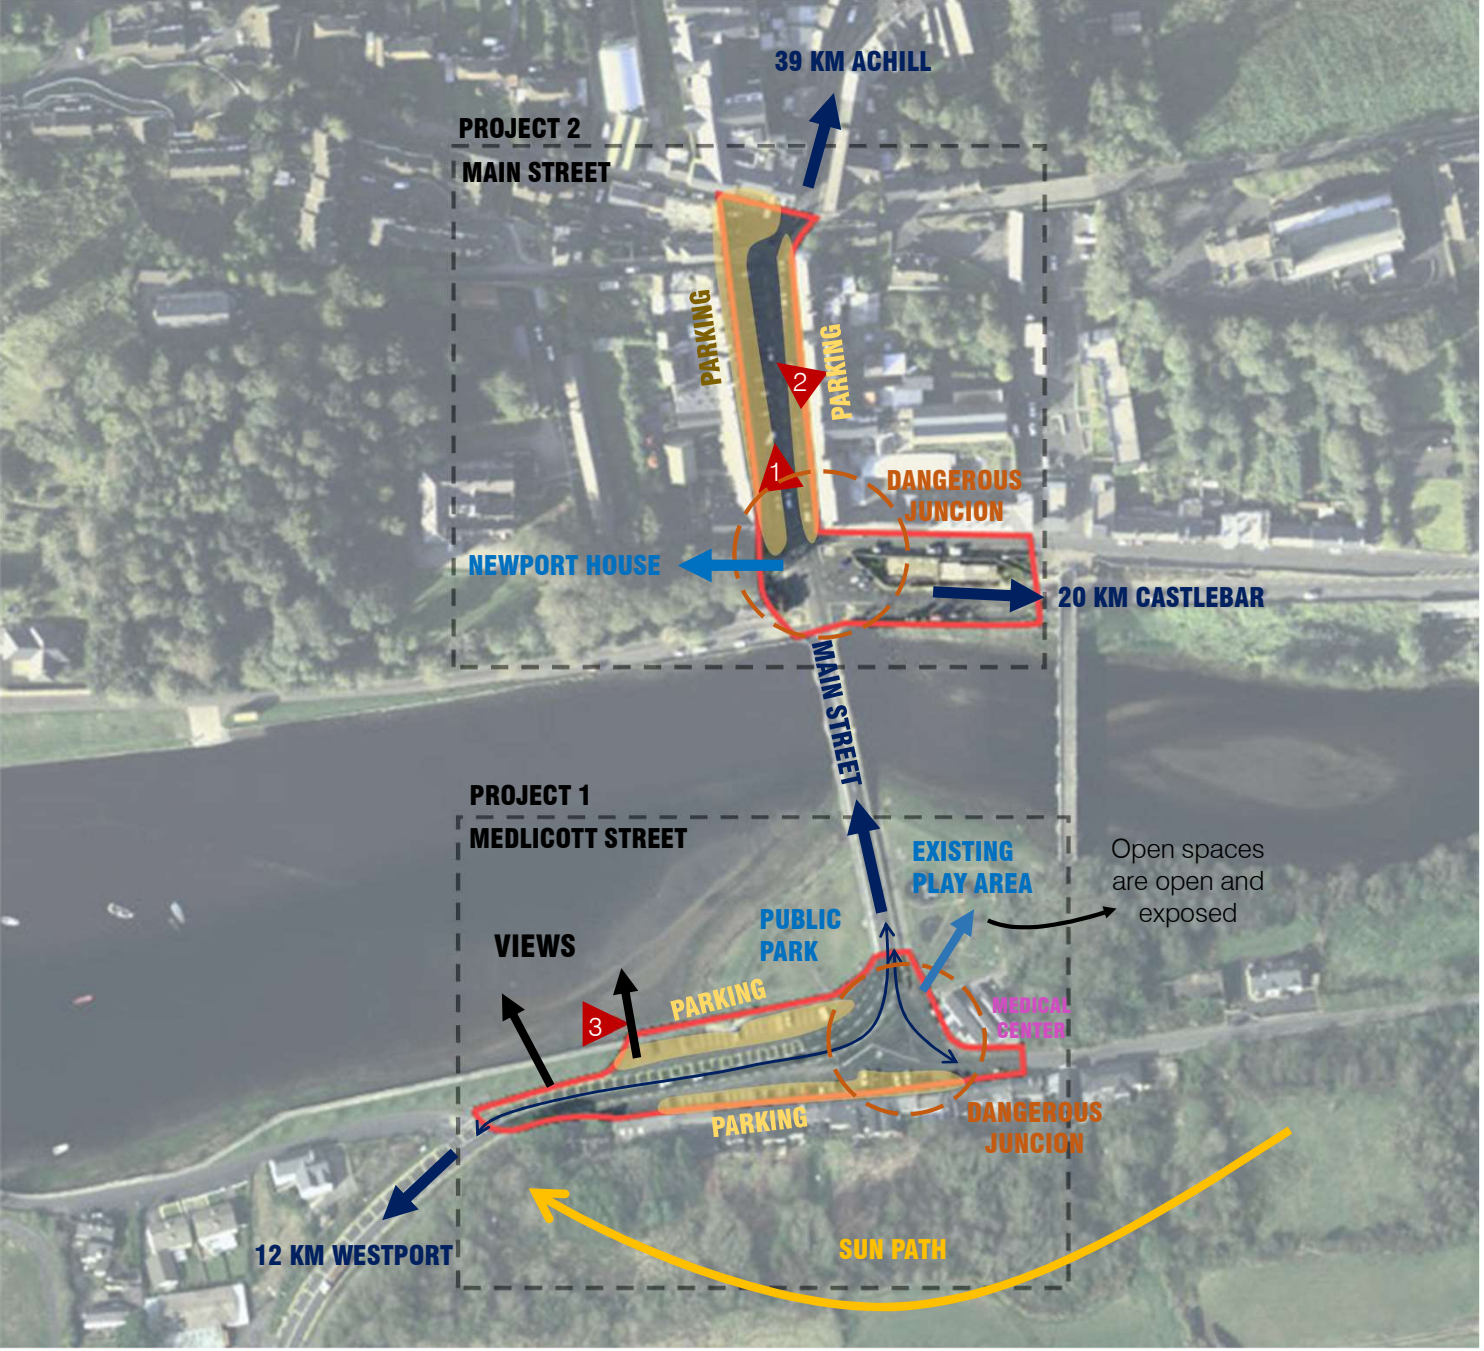 39 KM ACHILL
PROJECT 2
MAIN STREET
PARKING
PARKING
2
1
DANGEROUS
JUNCION
NEWPORT HOUSE
20 KM CASTLEBAR
MAIN STREET
PROJECT 1
MEDLICOTT STREET
EXISTING
PLAY AREA
Open spaces
are open and
exposed
PUBLIC
PARK
VIEWS
PARKING
3
MEDICAL
CENTER
PARKING
DANGEROUS
JUNCION
SUN PATH
12 KM WESTPORT